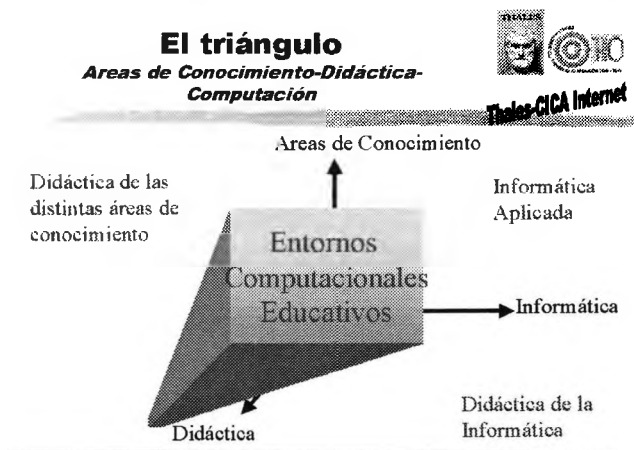 El triángulo
Areas de Conocimiento-Didáctica-
Computación
THALES
Thales-CICA Internet
Areas de Conocimiento
Didáctica de las
distintas áreas de
conocimiento
Informática
Aplicada
Entornos
Computacionales
Educativos
Informática
Didáctica
Didáctica de la
Informática